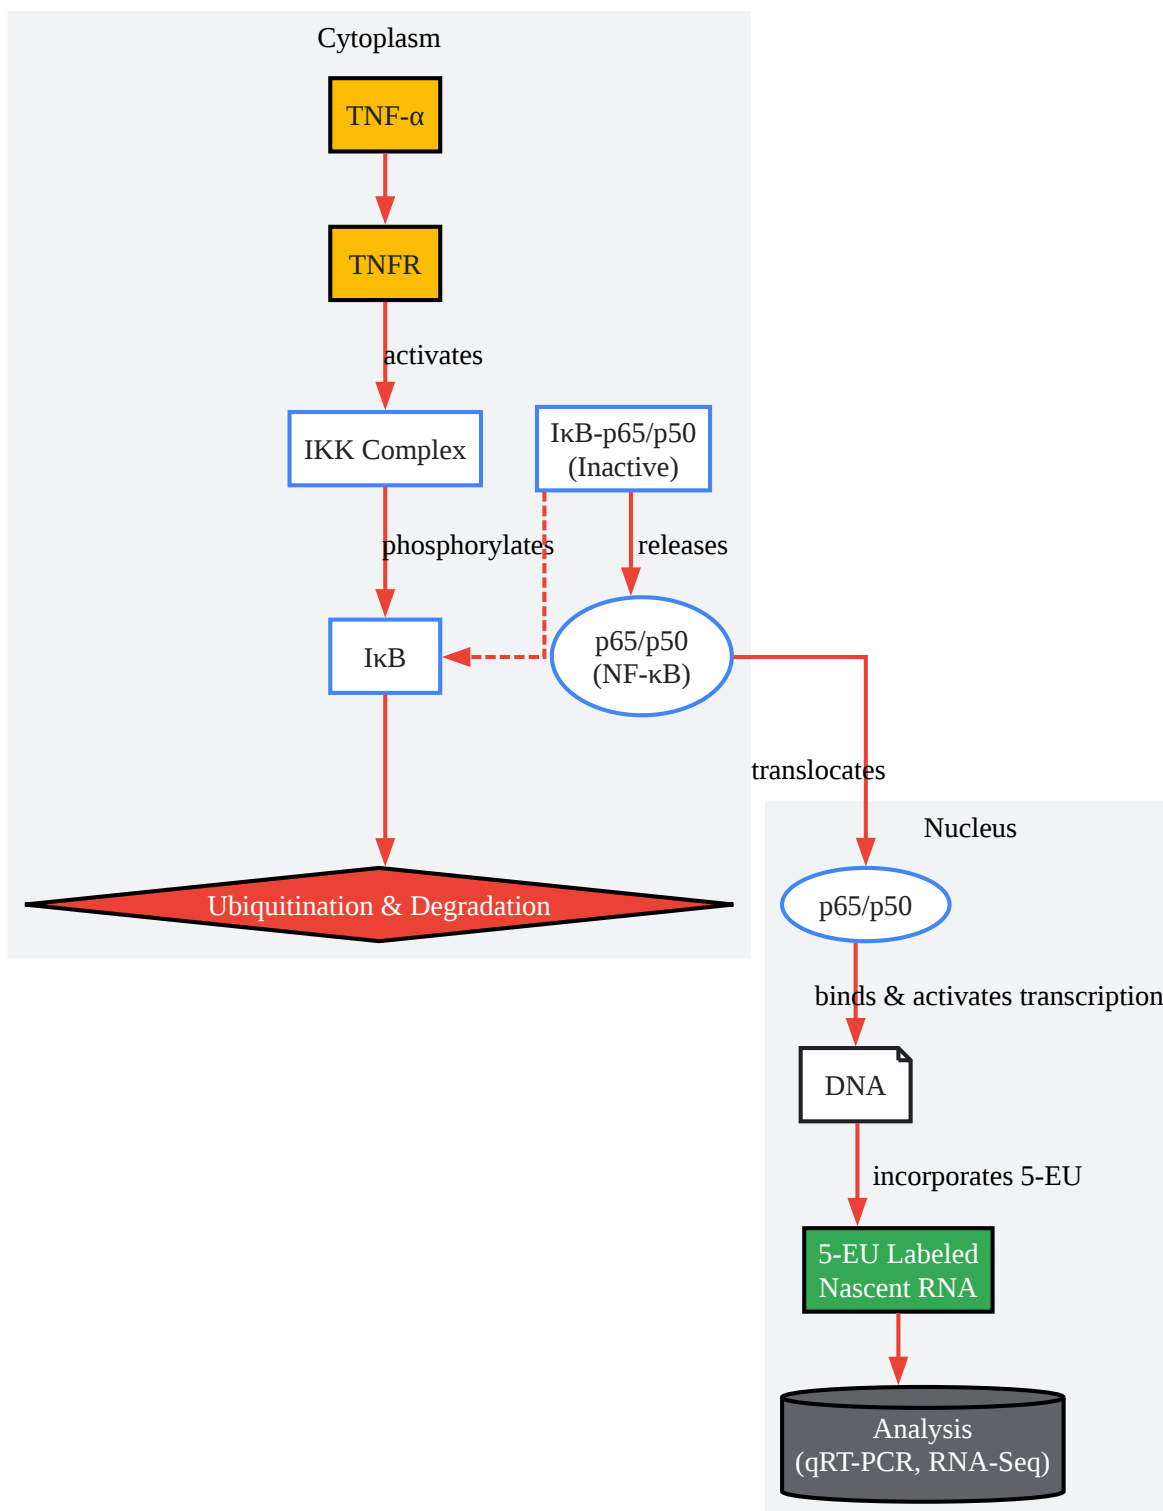 Cytoplasm
TNF-α
TNFR
activates
IKK Complex
IκB-p65/p50
(Inactive)
phosphorylates
releases
IκB
p65/p50
(NF-κB)
translocates
Nucleus
Ubiquitination & Degradation
p65/p50
binds & activates transcription
DNA
incorporates 5-EU
5-EU Labeled
Nascent RNA
Analysis
(qRT-PCR, RNA-Seq)